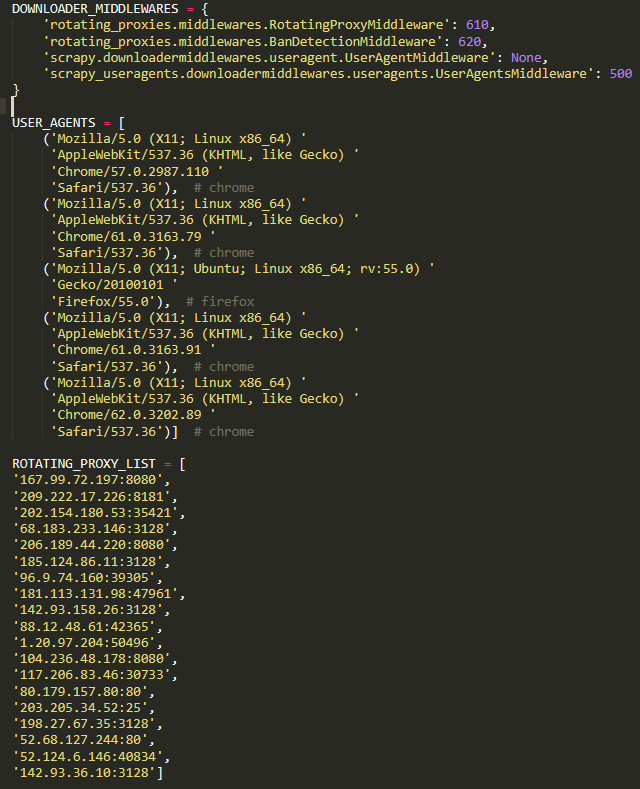 DOWNLOADER_MIDDLEWARES = {
    'rotating_proxies.middlewares.RotatingProxyMiddleware': 610,
    'rotating_proxies.middlewares.BanDetectionMiddleware': 620,
    'scrapy.downloadermiddlewares.useragent.UserAgentMiddleware': None,
    'scrapy_useragents.downloadermiddlewares.useragents.UserAgentsMiddleware': 500
}
USER_AGENTS = [
    ('Mozilla/5.0 (X11; Linux x86_64) '
     'AppleWebKit/537.36 (KHTML, like Gecko) '
     'Chrome/57.0.2987.110 '
     'Safari/537.36'),  # chrome
    ('Mozilla/5.0 (X11; Linux x86_64) '
     'AppleWebKit/537.36 (KHTML, like Gecko) '
     'Chrome/61.0.3163.79 '
     'Safari/537.36'),  # chrome
    ('Mozilla/5.0 (X11; Ubuntu; Linux x86_64; rv:55.0) '
     'Gecko/20100101 '
     'Firefox/55.0'),  # firefox
    ('Mozilla/5.0 (X11; Linux x86_64) '
     'AppleWebKit/537.36 (KHTML, like Gecko) '
     'Chrome/61.0.3163.91 '
     'Safari/537.36'),  # chrome
    ('Mozilla/5.0 (X11; Linux x86_64) '
     'AppleWebKit/537.36 (KHTML, like Gecko) '
     'Chrome/62.0.3202.89 '
     'Safari/537.36')]  # chrome
ROTATING_PROXY_LIST = [
'167.99.72.197:8080',
'209.222.17.226:8181',
'202.154.180.53:35421',
'68.183.233.146:3128',
'206.189.44.220:8080',
'185.124.86.11:3128',
'96.9.74.160:39305',
'181.113.131.98:47961',
'142.93.158.26:3128',
'88.12.48.61:42365',
'1.20.97.204:50496',
'104.236.48.178:8080',
'117.206.83.46:30733',
'80.179.157.80:80',
'203.205.34.52:25',
'198.27.67.35:3128',
'52.68.127.244:80',
'52.124.6.146:40834',
'142.93.36.10:3128']